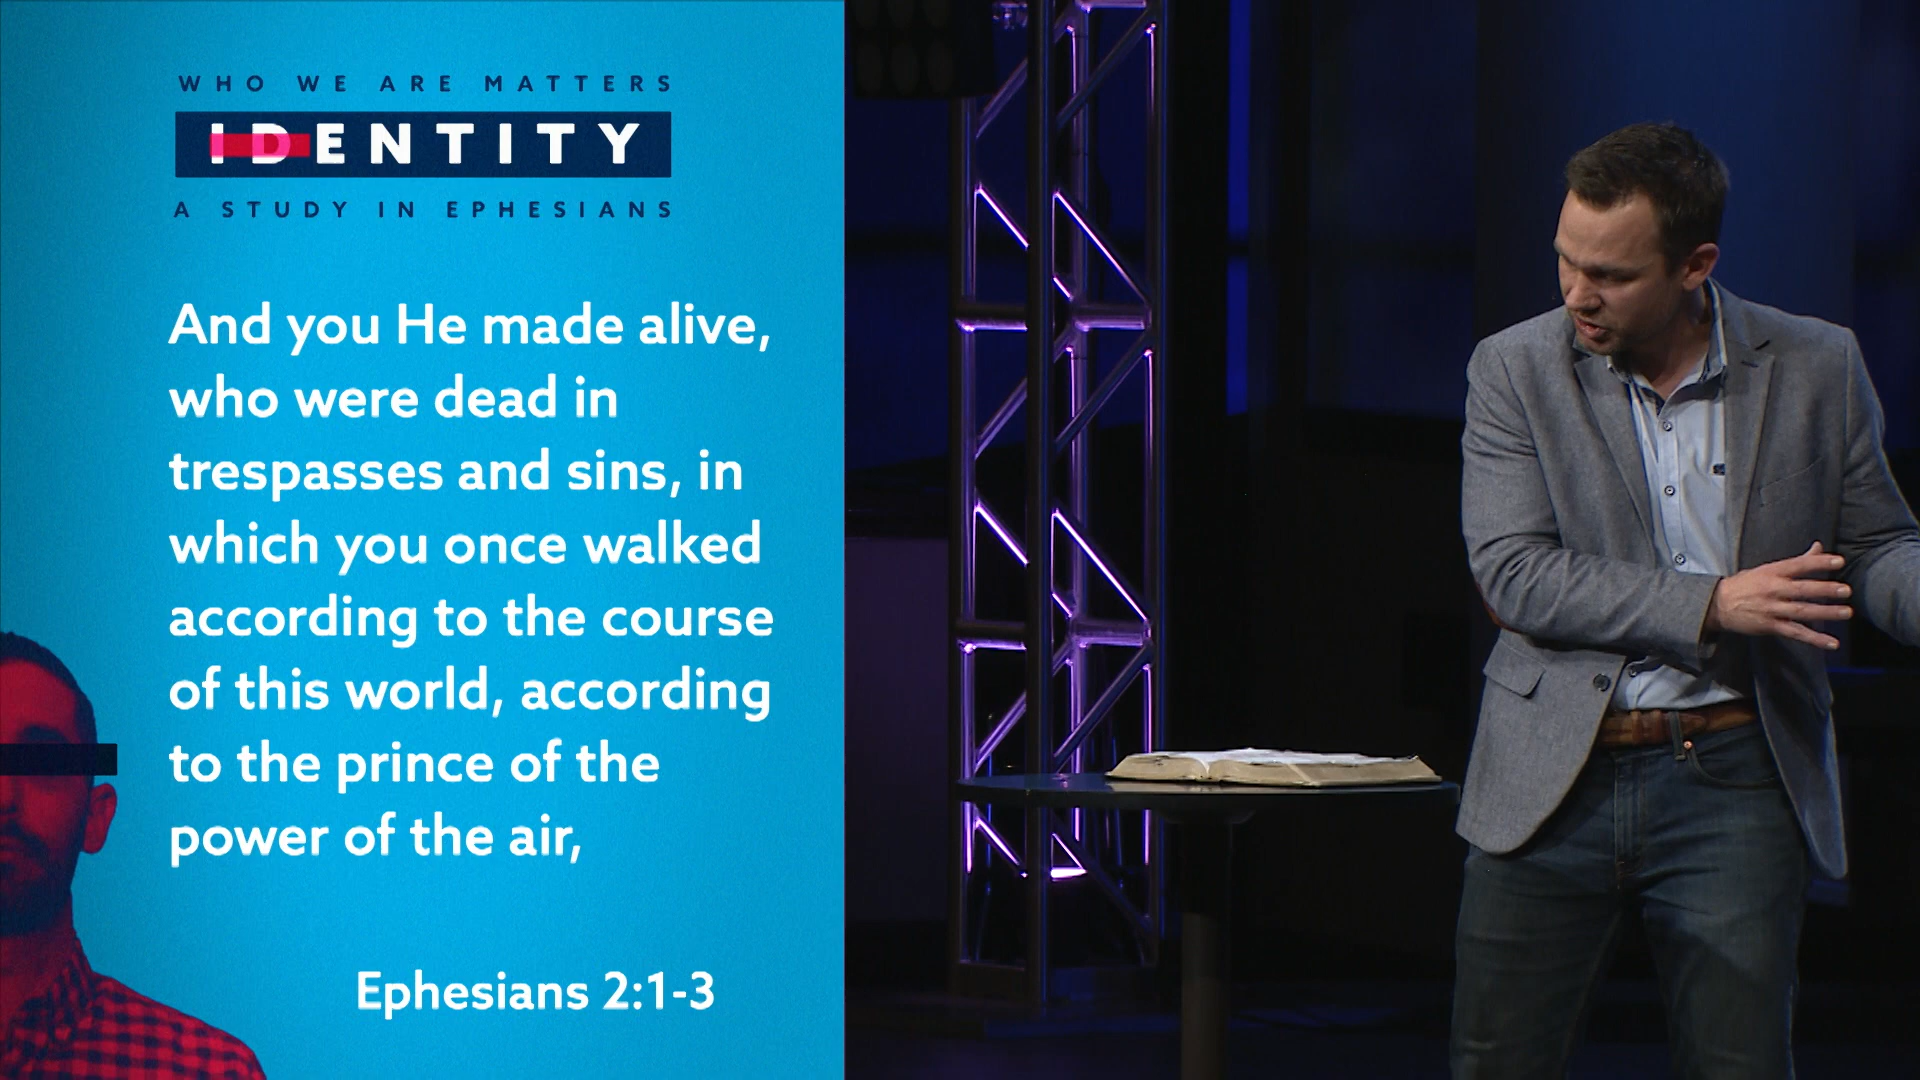 WHO WE ARE MATTERS
IDENTITY
A STUDY IN EPHESIANS
And you He made alive,
who were dead in
trespasses and sins, in
which you once walked
according to the course
of this world, according
to the prince of the
power of the air,
Ephesians 2:1-3